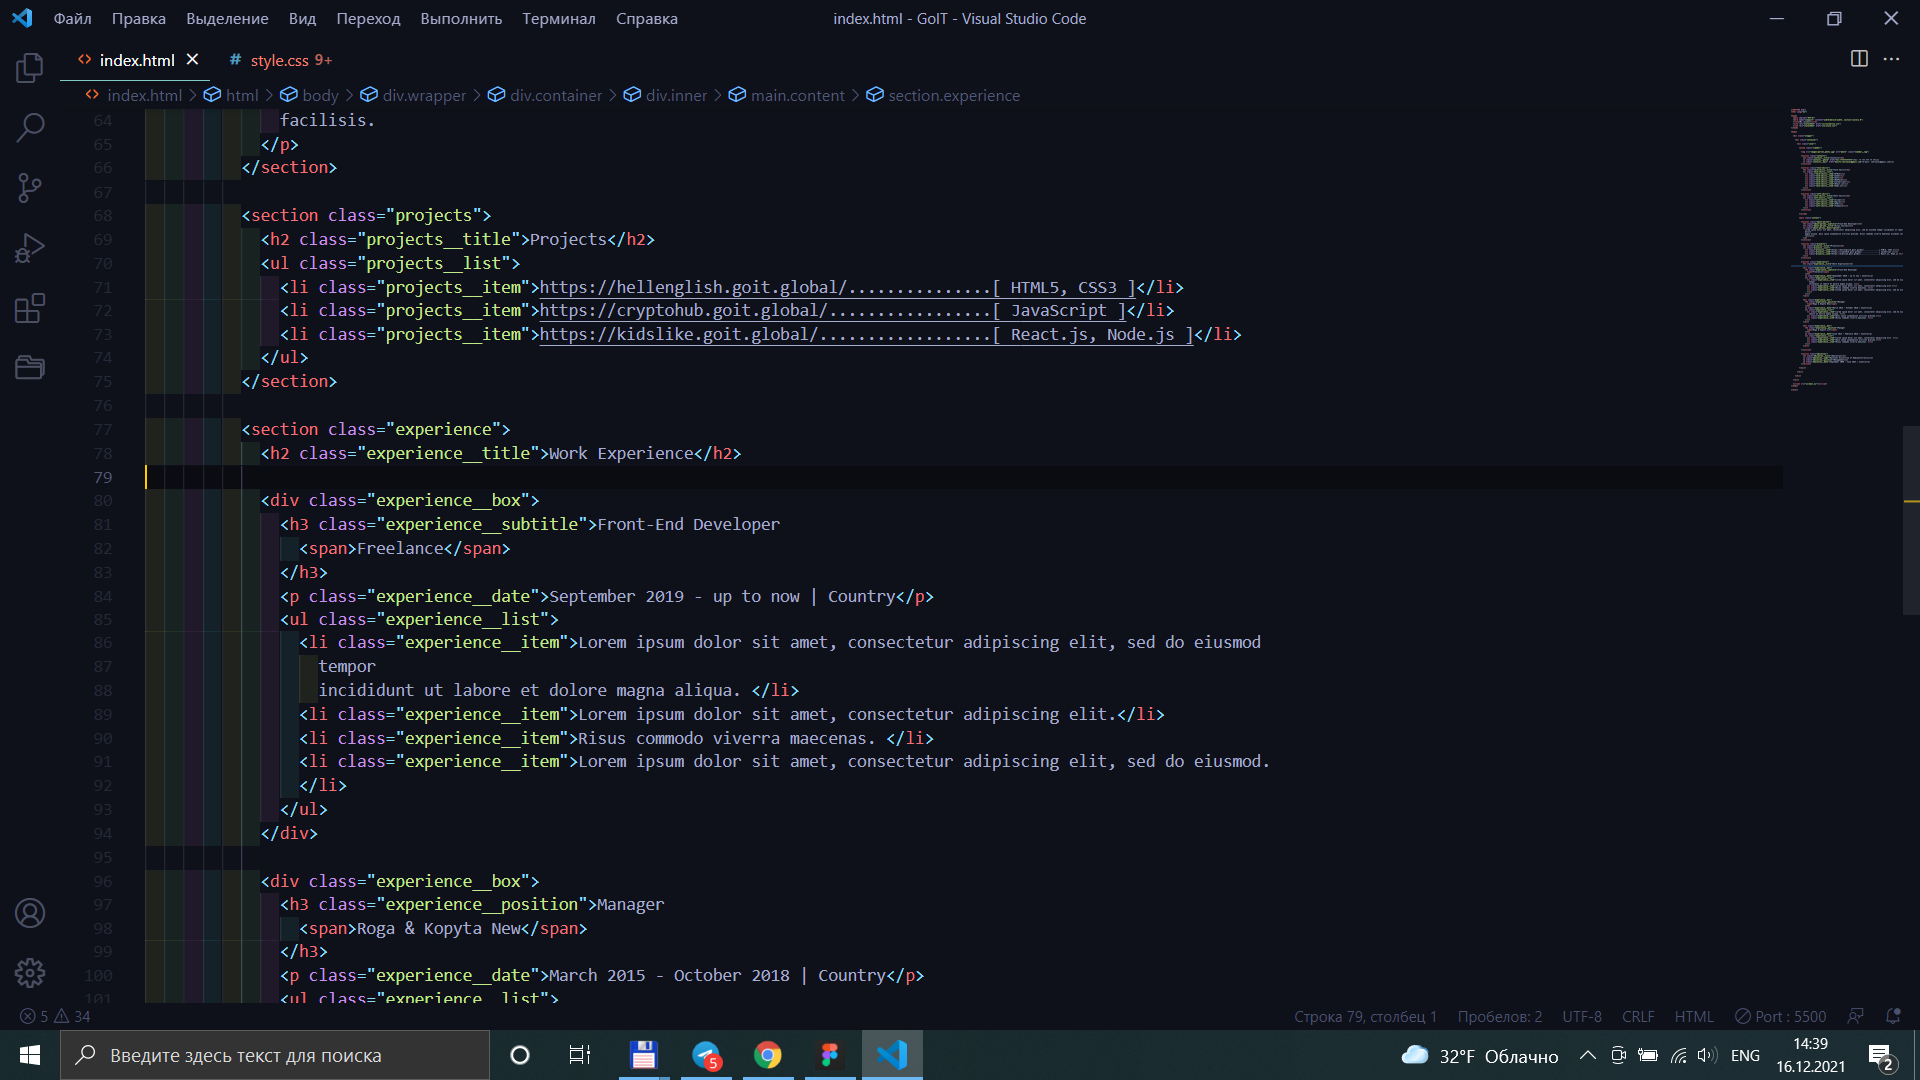 Файл Правка Выделение Вид Переход Выполнить Терминал Справка index.html - GoIT - Visual Studio Code
<> index.html # style.css 9+
<> index.html > html > body > div.wrapper > div.container > div.inner > main.content > section.experience
64 facilisis.
65 </p>
66 </section>
67
68 <section class="projects">
69 <h2 class="projects__title">Projects</h2>
70 <ul class="projects__list">
71 <li class="projects__item">https://hellenglish.goit.global/...............[ HTML5, CSS3 ]</li>
72 <li class="projects__item">https://cryptohub.goit.global/.................[ JavaScript ]</li>
73 <li class="projects__item">https://kidslike.goit.global/..................[ React.js, Node.js ]</li>
74 </ul>
75 </section>
76
77 <section class="experience">
78 <h2 class="experience__title">Work Experience</h2>
79
80 <div class="experience__box">
81 <h3 class="experience__subtitle">Front-End Developer
82 <span>Freelance</span>
83 </h3>
84 <p class="experience__date">September 2019 - up to now | Country</p>
85 <ul class="experience__list">
86 <li class="experience__item">Lorem ipsum dolor sit amet, consectetur adipiscing elit, sed do eiusmod
87 tempor
88 incididunt ut labore et dolore magna aliqua. </li>
89 <li class="experience__item">Lorem ipsum dolor sit amet, consectetur adipiscing elit.</li>
90 <li class="experience__item">Risus commodo viverra maecenas. </li>
91 <li class="experience__item">Lorem ipsum dolor sit amet, consectetur adipiscing elit, sed do eiusmod.
92 </li>
93 </ul>
94 </div>
95
96 <div class="experience__box">
97 <h3 class="experience__position">Manager
98 <span>Roga & Kopyta New</span>
99 </h3>
100 <p class="experience__date">March 2015 - October 2018 | Country</p>
101 <ul class="experience__list">
5 34 Строка 79, столбец 1 Пробелов: 2 UTF-8 CRLF HTML Port : 5500
Введите здесь текст для поиска 5 32°F Облачно ENG 14:39 2
16.12.2021